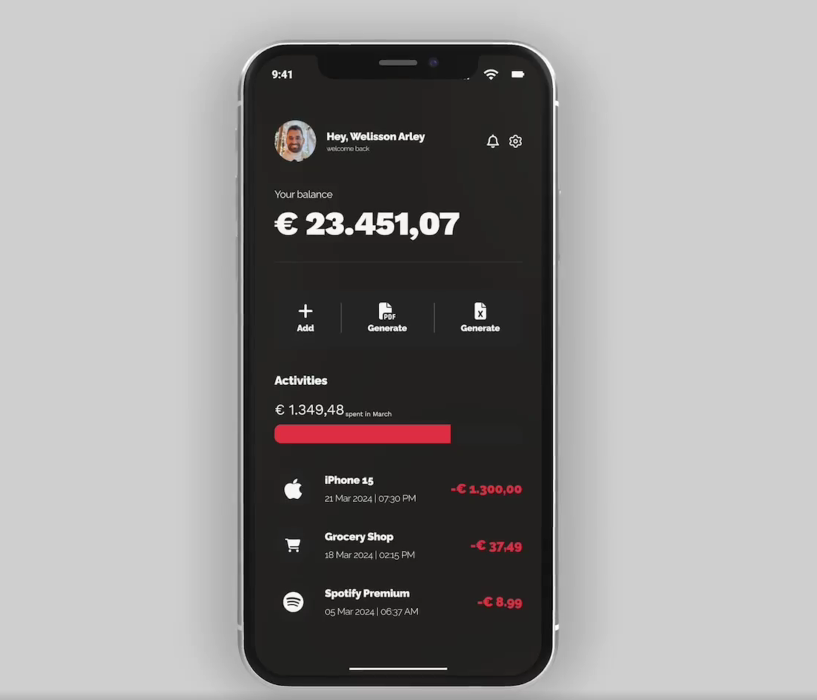 9:41
Hey, Welisson Arley
welcome back
Your balance
€ 23.451,07
Add
PDF
Generate
X
Generate
Activities
€ 1.349,48 spent in March
iPhone 15
21 Mar 2024 | 07:30 PM
-€ 1.300,00
Grocery Shop
18 Mar 2024 | 02:15 PM
-€ 37,49
Spotify Premium
05 Mar 2024 | 06:37 AM
-€ 8.99